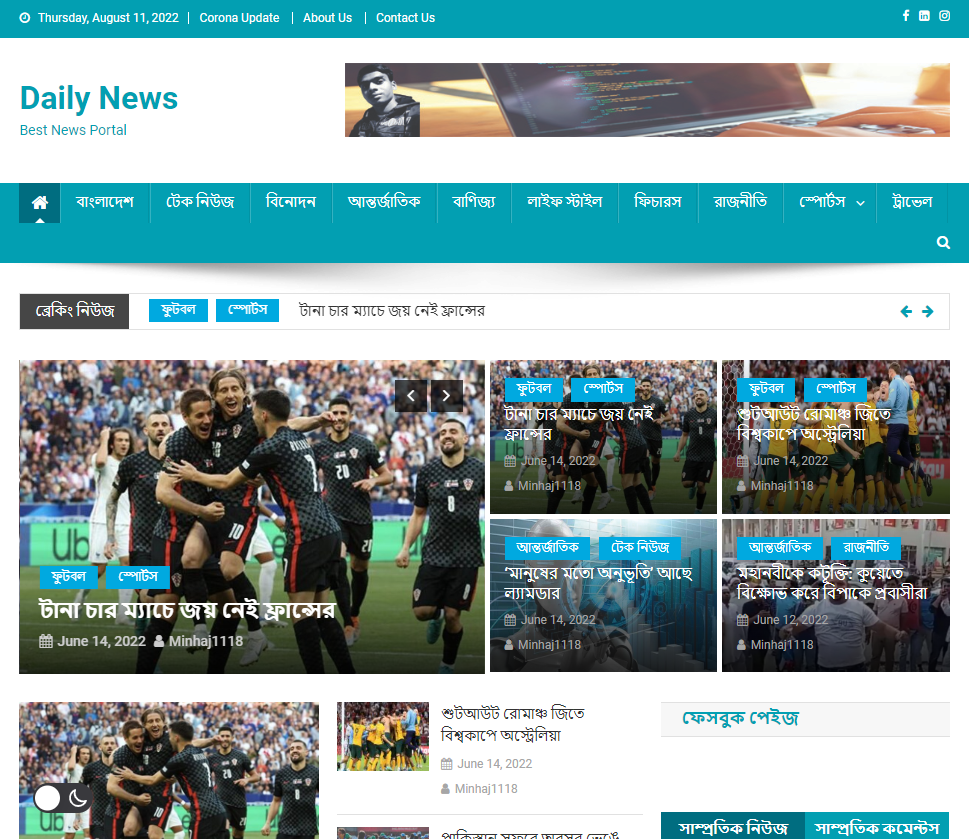 Thursday, August 11, 2022 | Corona Update | About Us | Contact Us
Daily News
Best News Portal
বাংলাদেশ টেক নিউজ বিনোদন আন্তর্জাতিক বাণিজ্য লাইফ স্টাইল ফিচারস রাজনীতি স্পোর্টস ট্রাভেল
ব্রেকিং নিউজ ফুটবল স্পোর্টস টানা চার ম্যাচে জয় নেই ফ্রান্সের
ফুটবল স্পোর্টস
টানা চার ম্যাচে জয় নেই ফ্রান্সের
June 14, 2022 Minhaj1118
ফুটবল স্পোর্টস
টানা চার ম্যাচে জয় নেই
ফ্রান্সের
June 14, 2022
Minhaj1118
ফুটবল স্পোর্টস
শুটআউট রোমাঞ্চ জিতে
বিশ্বকাপে অস্ট্রেলিয়া
June 14, 2022
Minhaj1118
আন্তর্জাতিক টেক নিউজ
‘মানুষের মতো অনুভূতি’ আছে
ল্যামডার
June 14, 2022
Minhaj1118
আন্তর্জাতিক রাজনীতি
মহানবীকে কটূক্তি: কুয়েতে
বিক্ষোভ করে বিপাকে প্রবাসীরা
June 12, 2022
Minhaj1118
শুটআউট রোমাঞ্চ জিতে
বিশ্বকাপে অস্ট্রেলিয়া
June 14, 2022
Minhaj1118
ফেসবুক পেইজ
সাম্প্রতিক নিউজ সাম্প্রতিক কমেন্টস